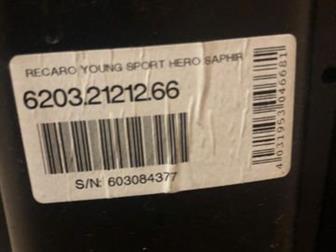 RECARO YOUNG SPORT HERO SAPHIR
6203.21212.66
S/N: 603084377
4031953046681